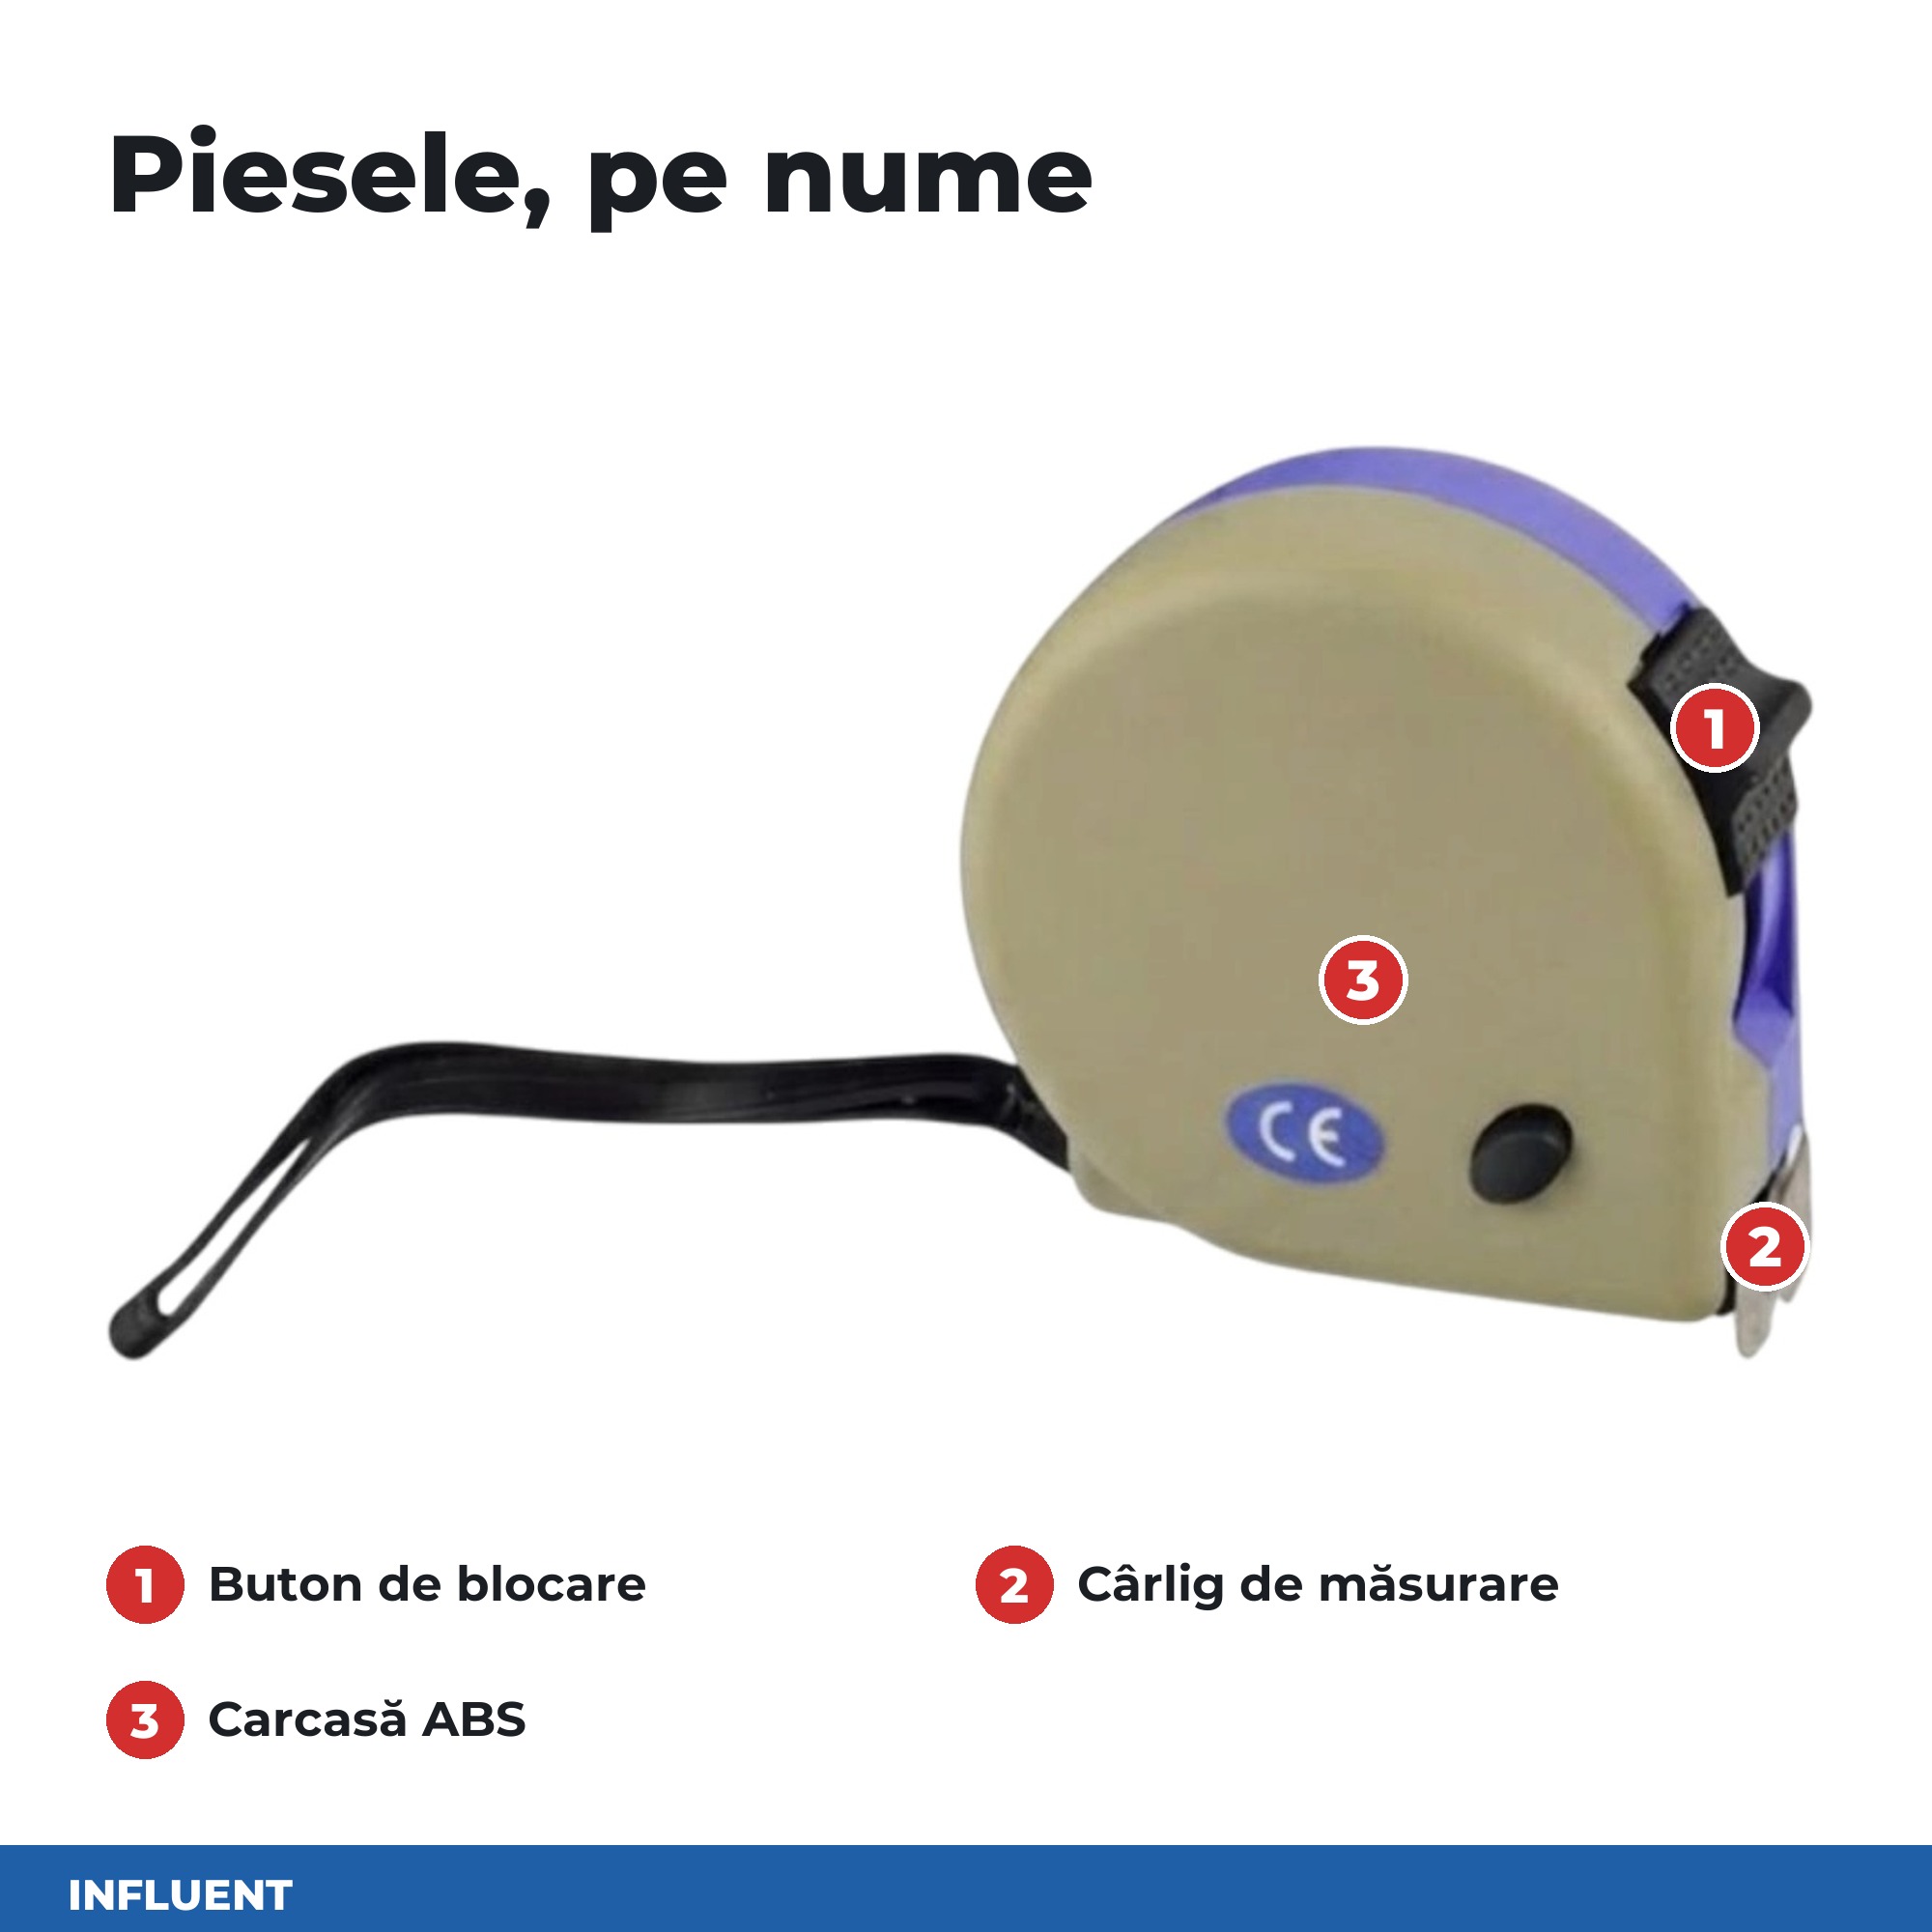 Piesele, pe nume
1
3
CE
2
1 Buton de blocare
2 Cârlig de măsurare
3 Carcasă ABS
INFLUENT